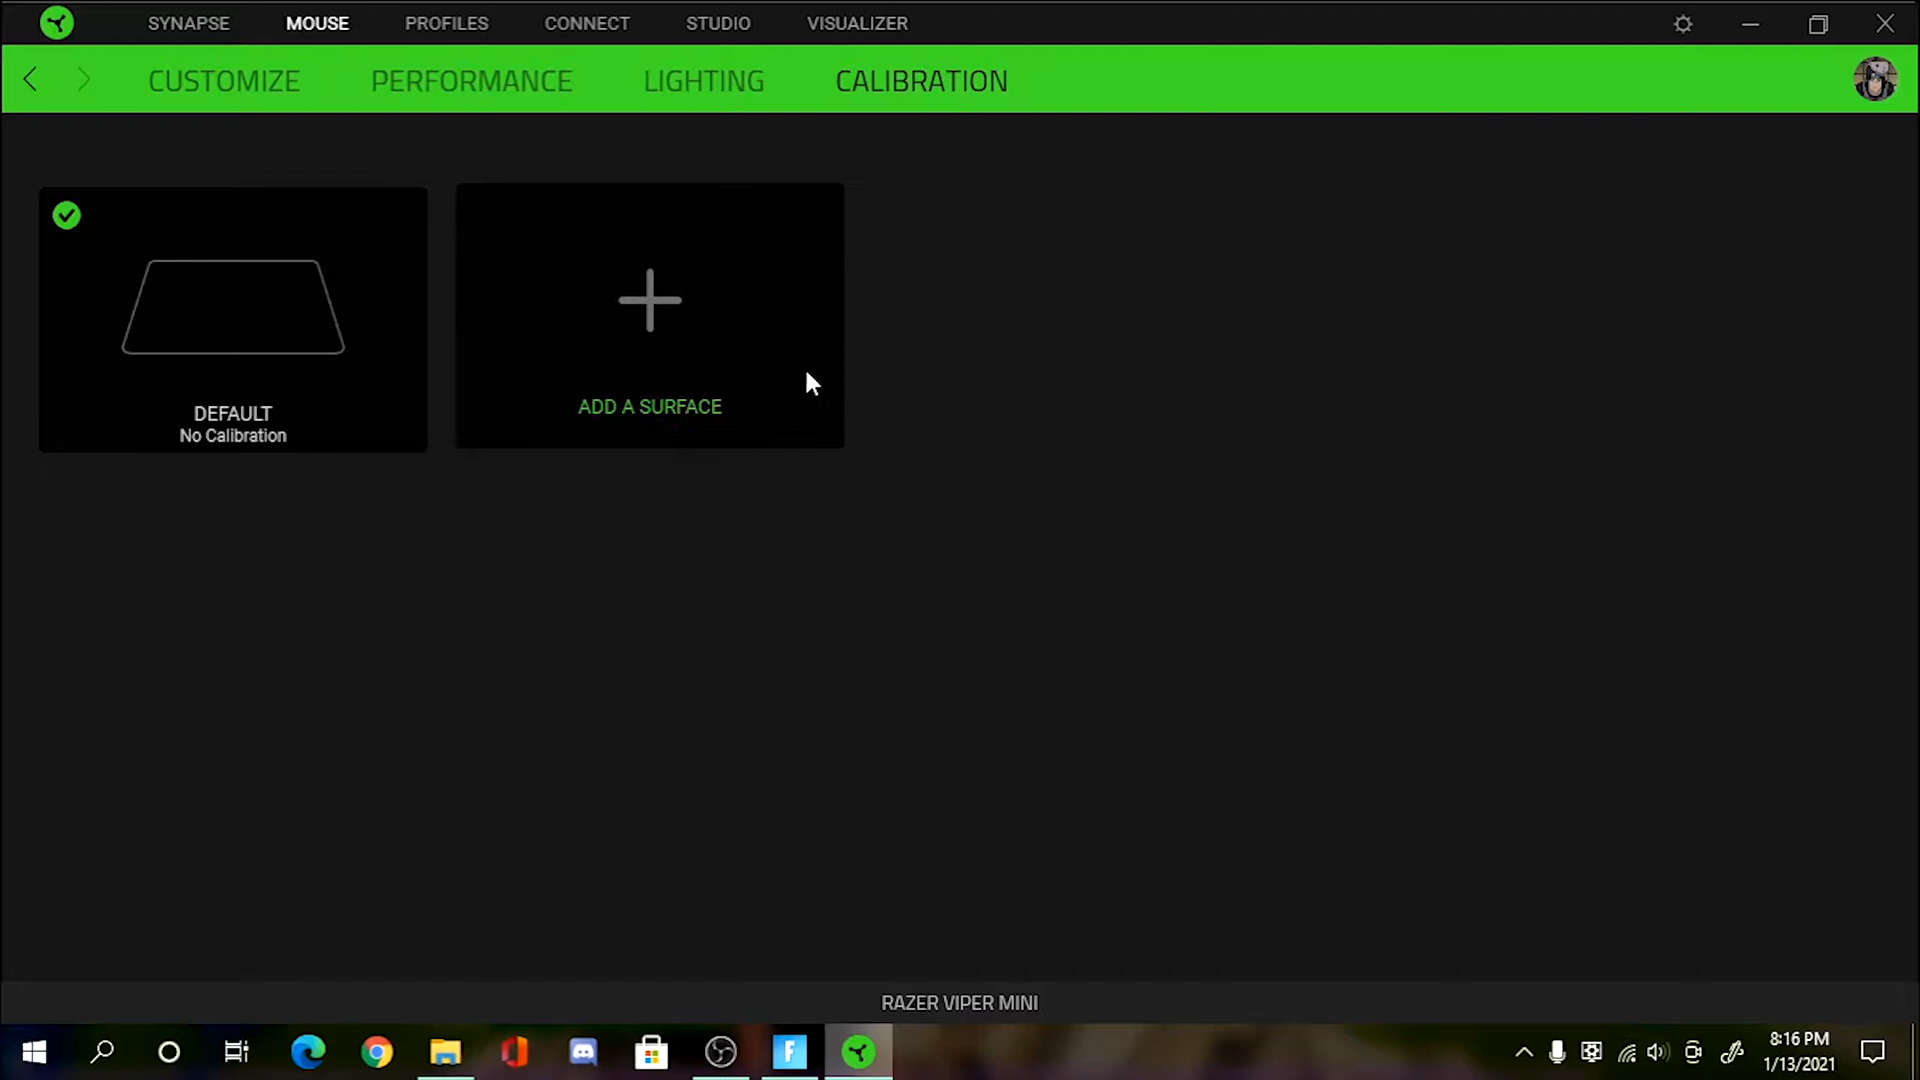 SYNAPSE MOUSE PROFILES CONNECT STUDIO VISUALIZER
CUSTOMIZE PERFORMANCE LIGHTING CALIBRATION
DEFAULT
No Calibration
ADD A SURFACE
RAZER VIPER MINI
8:16 PM
1/13/2021